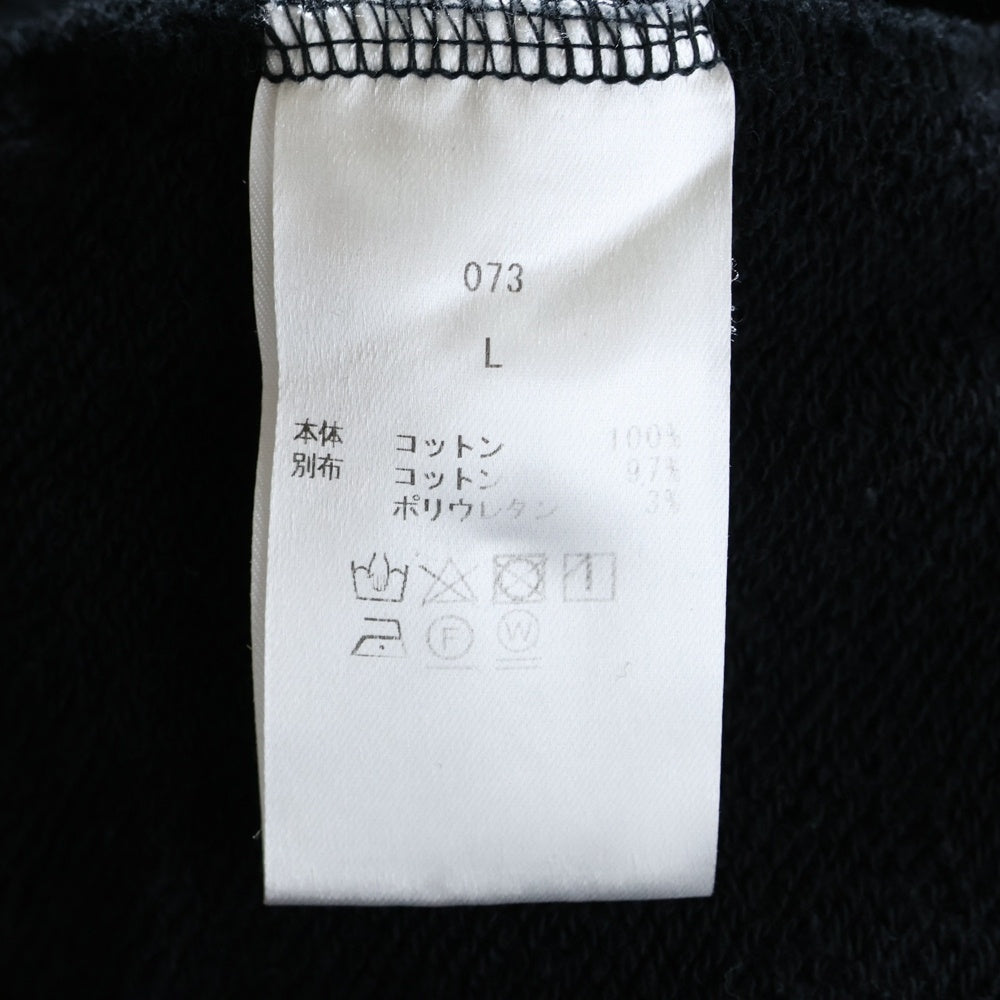 073
L
本体 コットン 100%
別布 コットン 97%
ポリウレタン 3%
F W